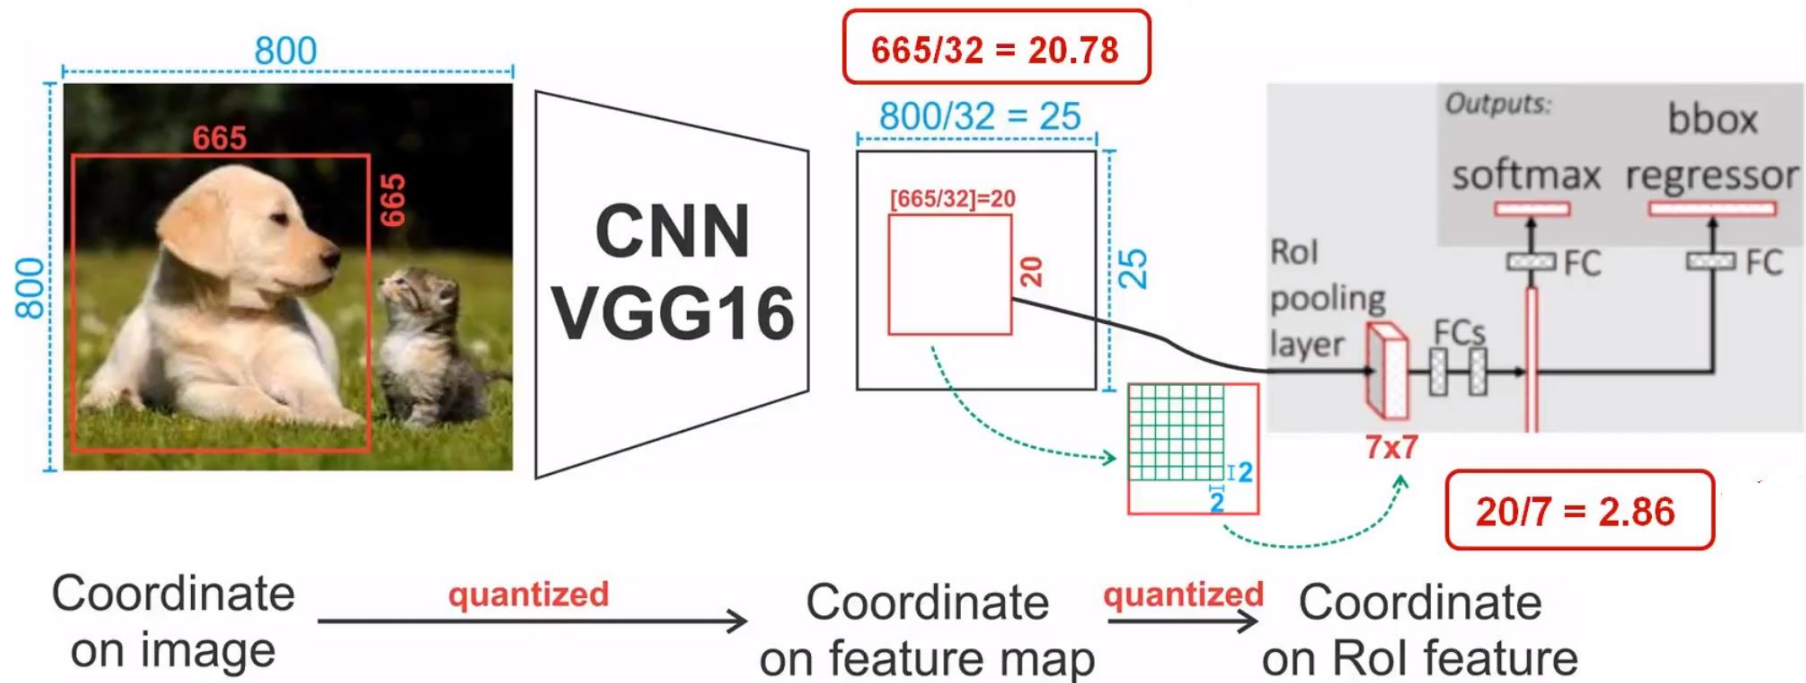 800
800
665
665
CNN
VGG16
665/32 = 20.78
800/32 = 25
25
[665/32]=20
20
2
2
Outputs:
softmax
bbox
regressor
FC
FC
RoI
pooling
layer
FCs
7x7
20/7 = 2.86
Coordinate
on image
quantized
Coordinate
on feature map
quantized
Coordinate
on RoI feature